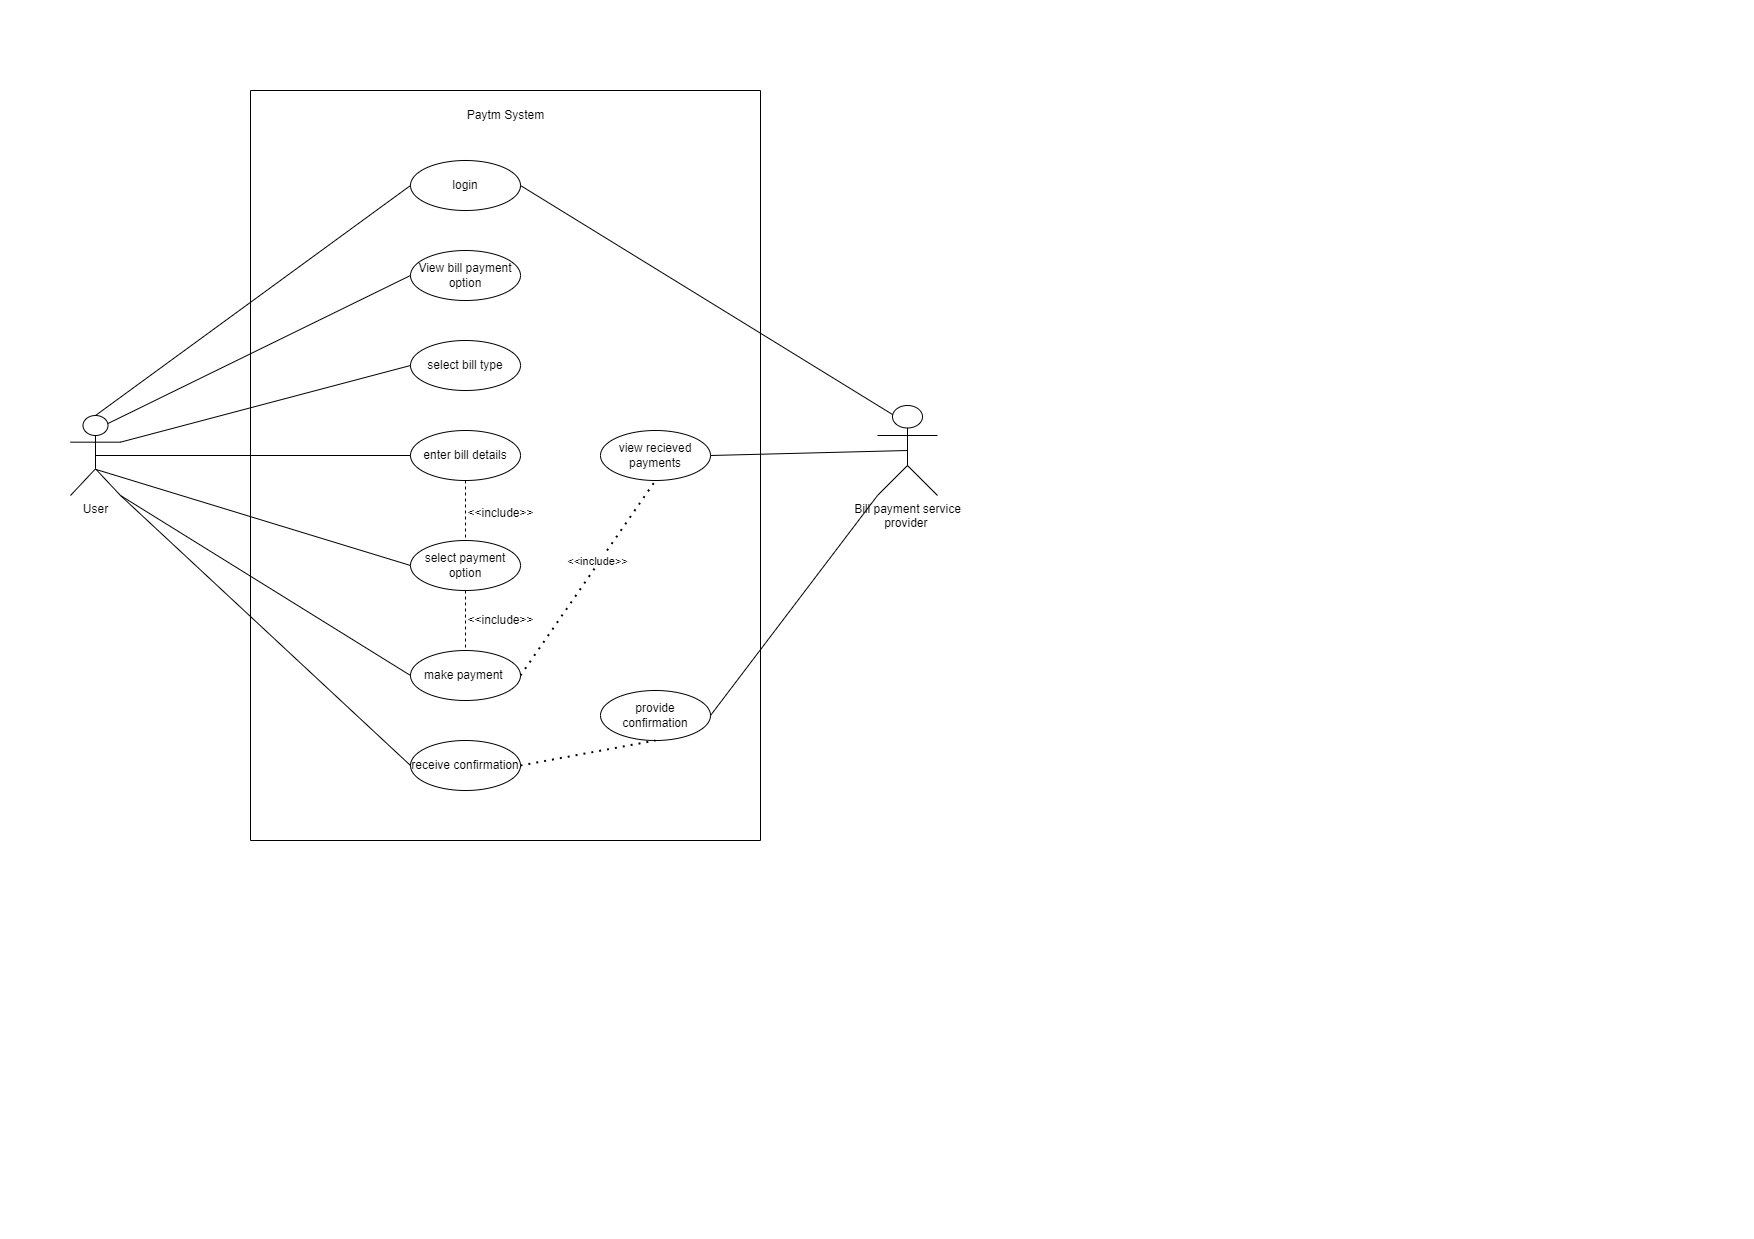 Paytm System
login
View bill payment
option
select bill type
enter bill details
view recieved
payments
User
Bill payment service
provider
<<include>>
select payment
option
<<include>>
<<include>>
make payment
provide
confirmation
receive confirmation